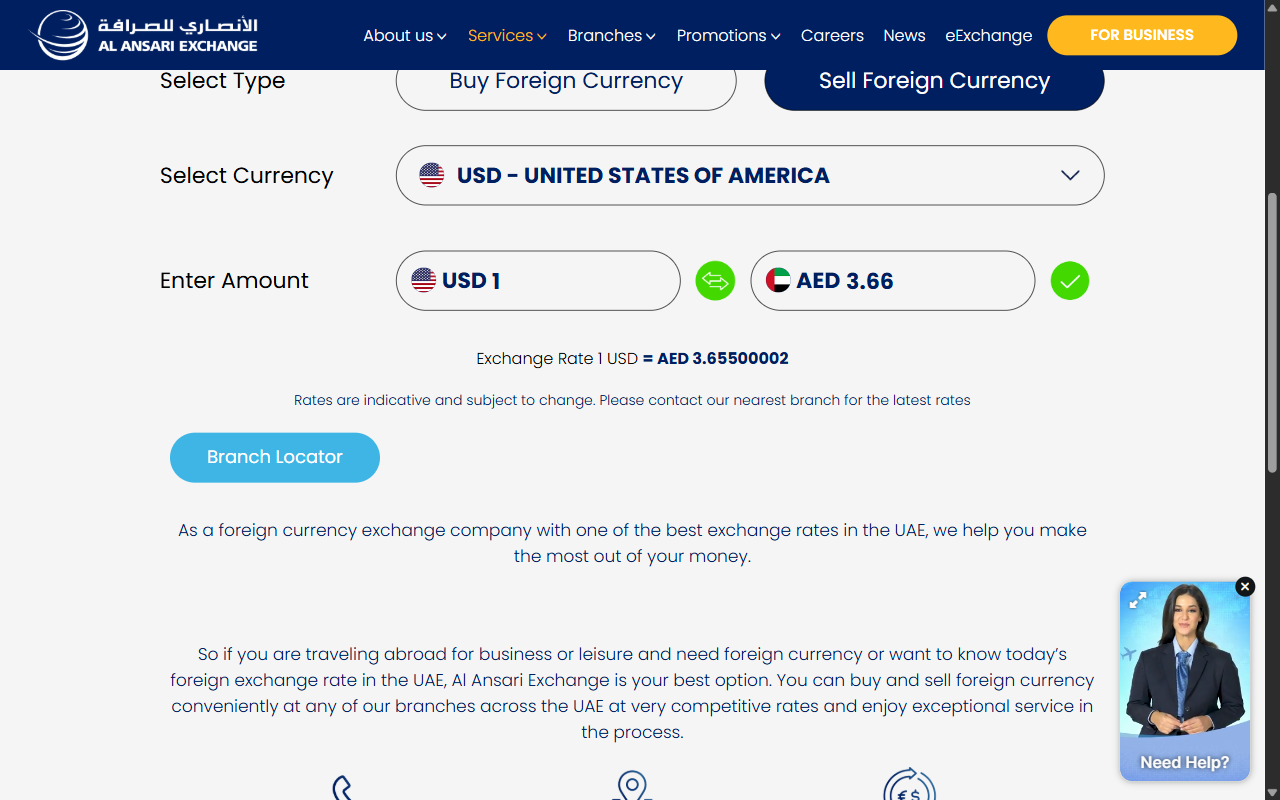 الأنصاري للصرافة
AL ANSARI EXCHANGE
About us
Services
Branches
Promotions
Careers
News
eExchange
FOR BUSINESS
Select Type
Buy Foreign Currency
Sell Foreign Currency
Select Currency
USD - UNITED STATES OF AMERICA
Enter Amount
USD 1
AED 3.66
Exchange Rate 1 USD = AED 3.65500002
Rates are indicative and subject to change. Please contact our nearest branch for the latest rates
Branch Locator
As a foreign currency exchange company with one of the best exchange rates in the UAE, we help you make
the most out of your money.
So if you are traveling abroad for business or leisure and need foreign currency or want to know today’s
foreign exchange rate in the UAE, Al Ansari Exchange is your best option. You can buy and sell foreign currency
conveniently at any of our branches across the UAE at very competitive rates and enjoy exceptional service in
the process.
Need Help?
€ $